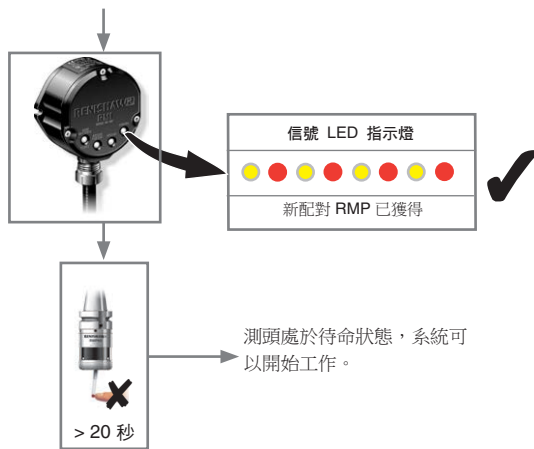 RENISHAW
信號 LED 指示燈
新配對 RMP 已獲得
測頭處於待命狀態，系統可
以開始工作。
> 20 秒